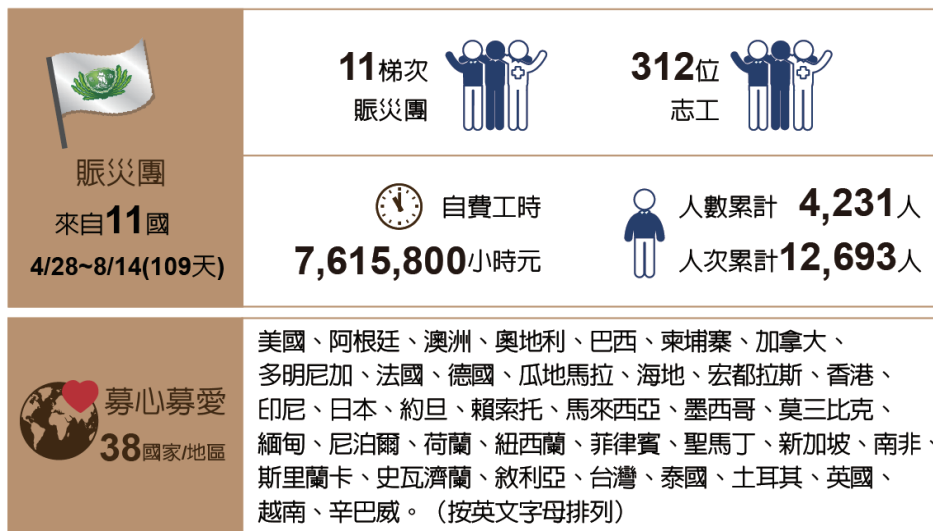 賑災團
來自11國
4/28~8/14(109天)
11梯次
賑災團
312位
志工
自費工時
7,615,800小時元
人數累計 4,231人
人次累計12,693人
募心募愛
38國家/地區
美國、阿根廷、澳洲、奧地利、巴西、柬埔寨、加拿大、
多明尼加、法國、德國、瓜地馬拉、海地、宏都拉斯、香港、
印尼、日本、約旦、賴索托、馬來西亞、墨西哥、莫三比克、
緬甸、尼泊爾、荷蘭、紐西蘭、菲律賓、聖馬丁、新加坡、南非、
斯里蘭卡、史瓦濟蘭、敘利亞、台灣、泰國、土耳其、英國、
越南、辛巴威。（按英文字母排列）